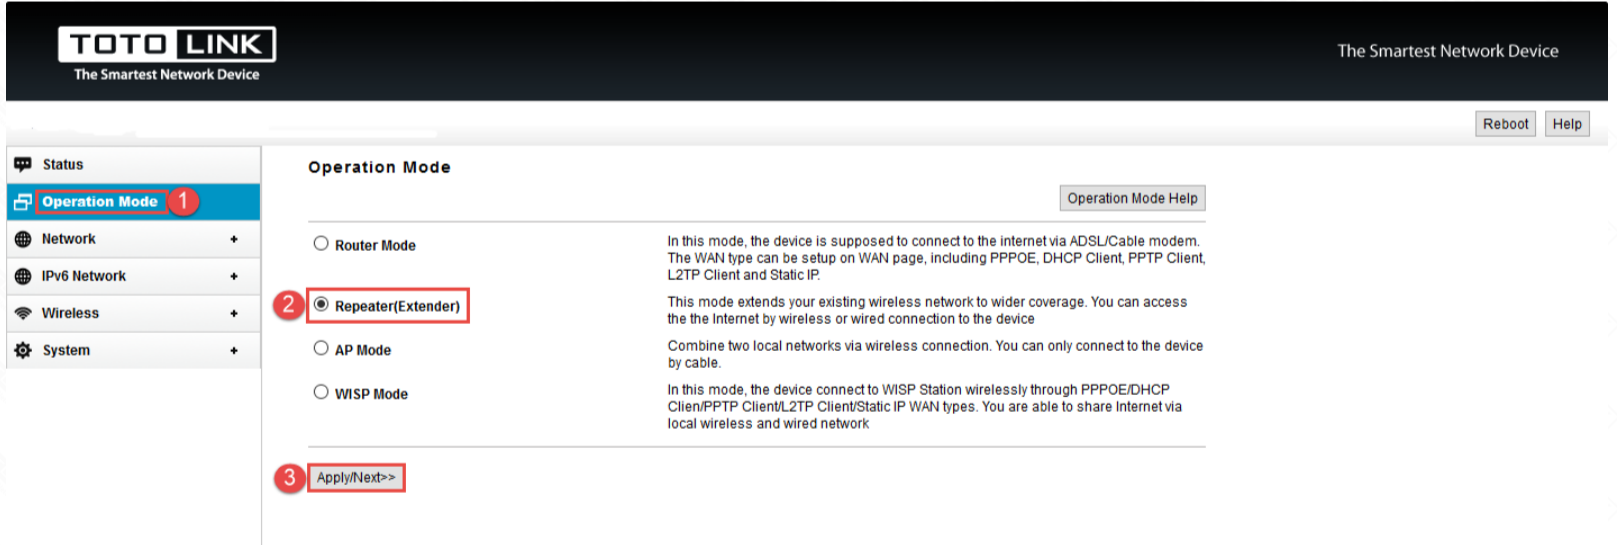 TOTO LINK
The Smartest Network Device
The Smartest Network Device
Reboot
Help
Status
Operation Mode 1
Network +
IPv6 Network +
Wireless +
System +
Operation Mode
Operation Mode Help
Router Mode
In this mode, the device is supposed to connect to the internet via ADSL/Cable modem.
The WAN type can be setup on WAN page, including PPPOE, DHCP Client, PPTP Client,
L2TP Client and Static IP.
2 Repeater(Extender)
This mode extends your existing wireless network to wider coverage. You can access
the the Internet by wireless or wired connection to the device
AP Mode
Combine two local networks via wireless connection. You can only connect to the device
by cable.
WISP Mode
In this mode, the device connect to WISP Station wirelessly through PPPOE/DHCP
Clien/PPTP Client/L2TP Client/Static IP WAN types. You are able to share Internet via
local wireless and wired network
3 Apply/Next>>